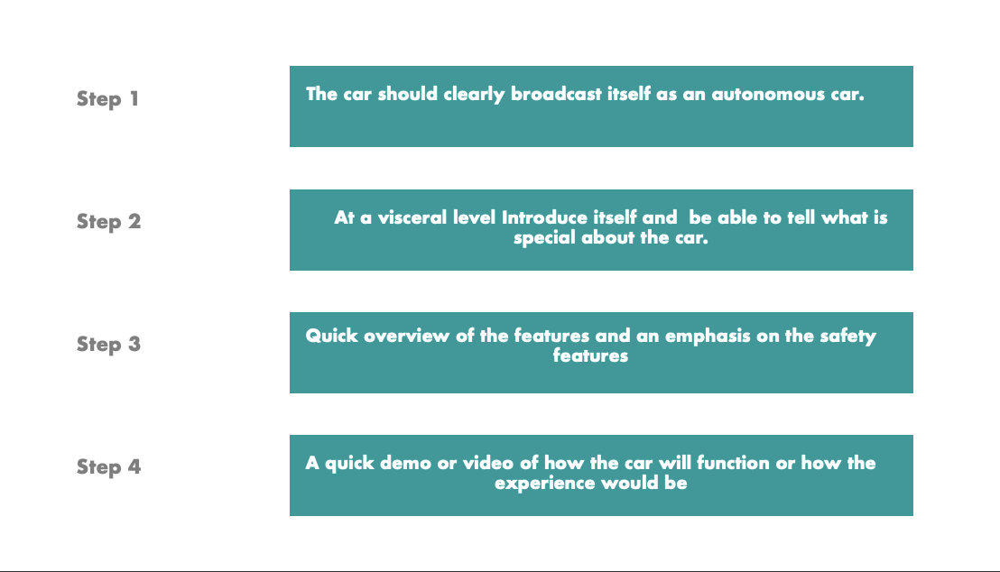 Step 1
The car should clearly broadcast itself as an autonomous car.
Step 2
At a visceral level Introduce itself and  be able to tell what is
special about the car.
Step 3
Quick overview of the features and an emphasis on the safety
features
Step 4
A quick demo or video of how the car will function or how the
experience would be